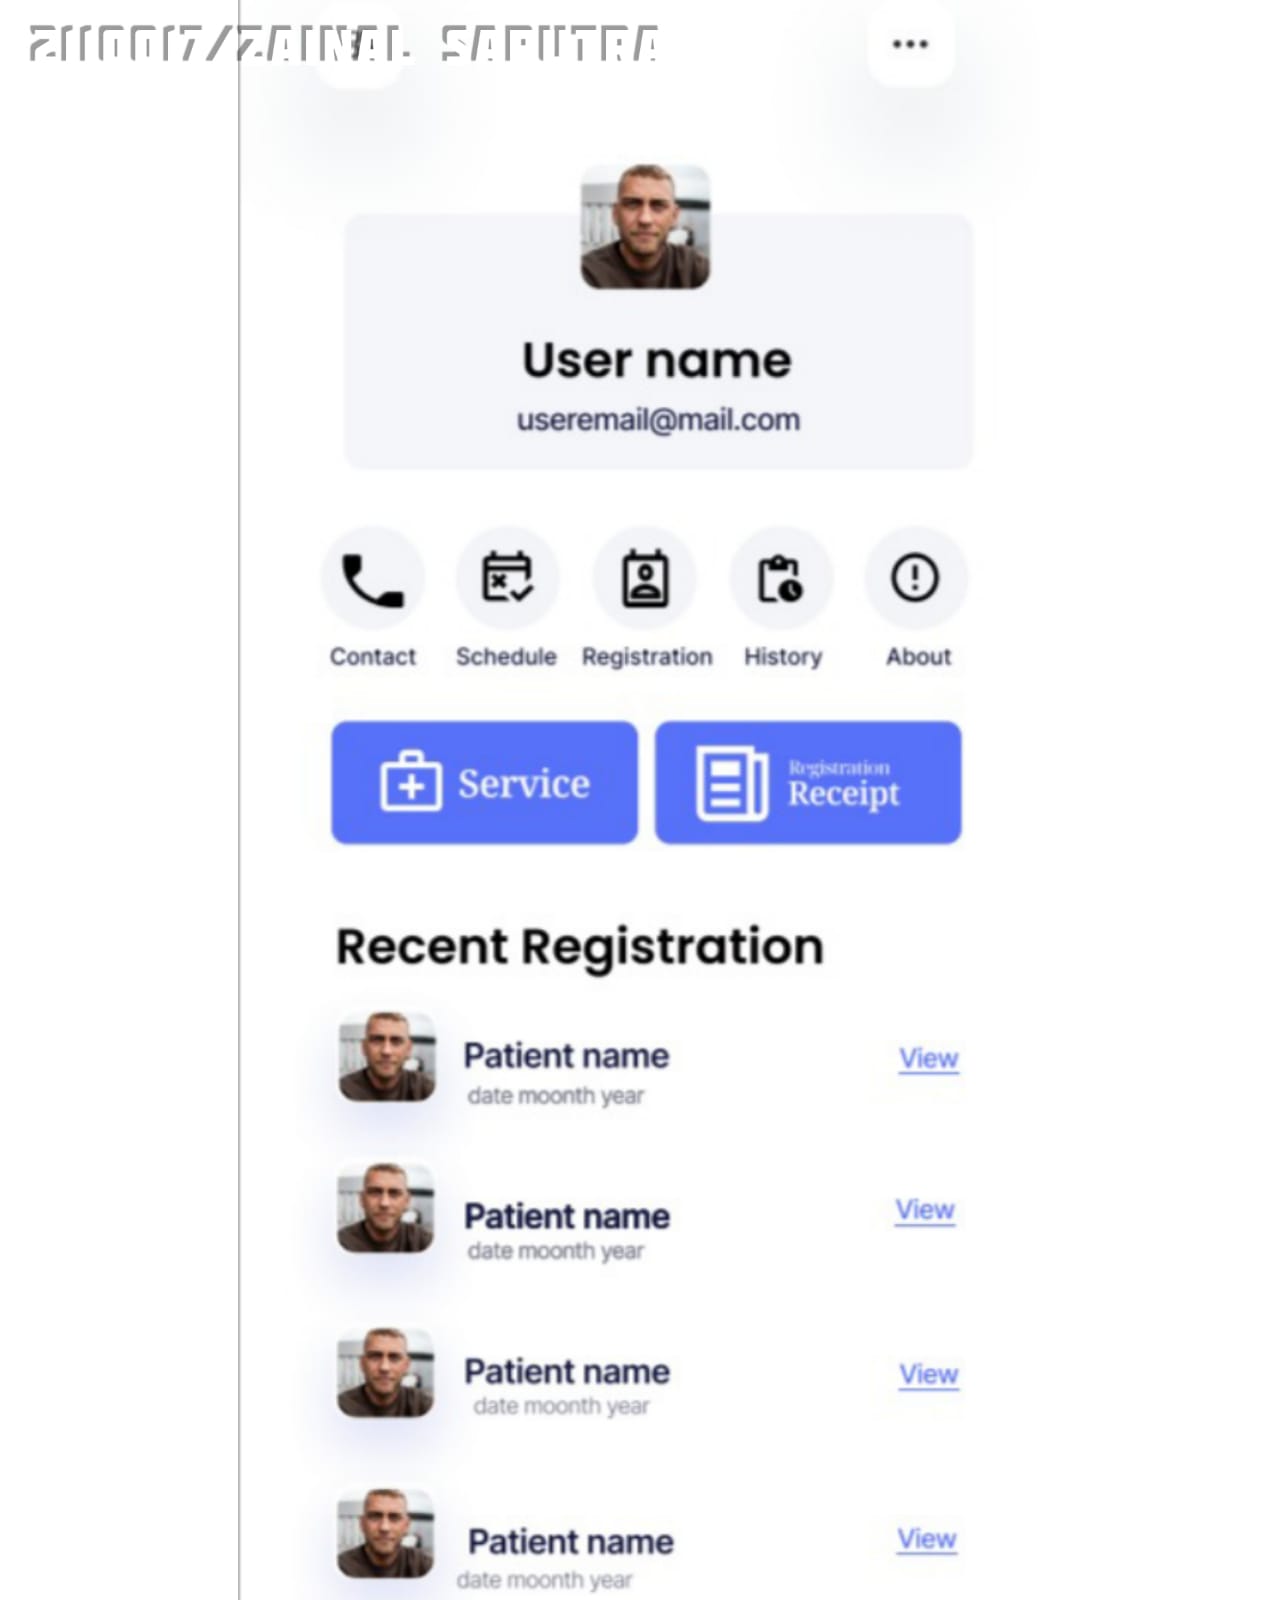 2110017/ZAINAL SAPUTRA
User name
useremail@mail.com
Contact Schedule Registration History About
Service
Registration
Receipt
Recent Registration
Patient name
date moonth year
View
Patient name
date moonth year
View
Patient name
date moonth year
View
Patient name
date moonth year
View